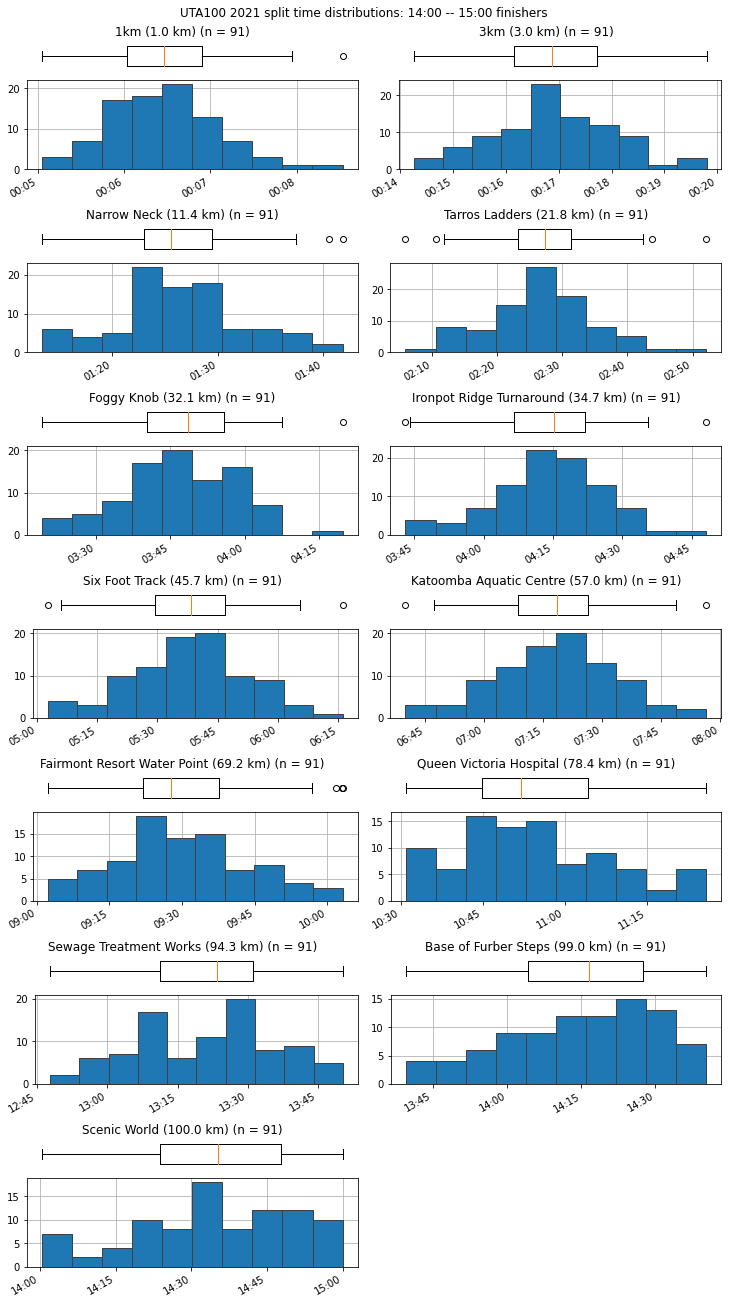 UTA100 2021 split time distributions: 14:00 -- 15:00 finishers
1km (1.0 km) (n = 91)
3km (3.0 km) (n = 91)
20
10
0
00:05 00:06 00:07 00:08
20
10
0
00:14 00:15 00:16 00:17 00:18 00:19 00:20
Narrow Neck (11.4 km) (n = 91)
Tarros Ladders (21.8 km) (n = 91)
20
10
0
01:20 01:30 01:40
20
10
0
02:10 02:20 02:30 02:40 02:50
Foggy Knob (32.1 km) (n = 91)
Ironpot Ridge Turnaround (34.7 km) (n = 91)
20
10
0
03:30 03:45 04:00 04:15
20
10
0
03:45 04:00 04:15 04:30 04:45
Six Foot Track (45.7 km) (n = 91)
Katoomba Aquatic Centre (57.0 km) (n = 91)
20
10
0
05:00 05:15 05:30 05:45 06:00 06:15
20
10
0
06:45 07:00 07:15 07:30 07:45 08:00
Fairmont Resort Water Point (69.2 km) (n = 91)
Queen Victoria Hospital (78.4 km) (n = 91)
15
10
5
0
09:00 09:15 09:30 09:45 10:00
15
10
5
0
10:30 10:45 11:00 11:15
Sewage Treatment Works (94.3 km) (n = 91)
Base of Furber Steps (99.0 km) (n = 91)
20
10
0
12:45 13:00 13:15 13:30 13:45
15
10
5
0
13:45 14:00 14:15 14:30
Scenic World (100.0 km) (n = 91)
15
10
5
0
14:00 14:15 14:30 14:45 15:00